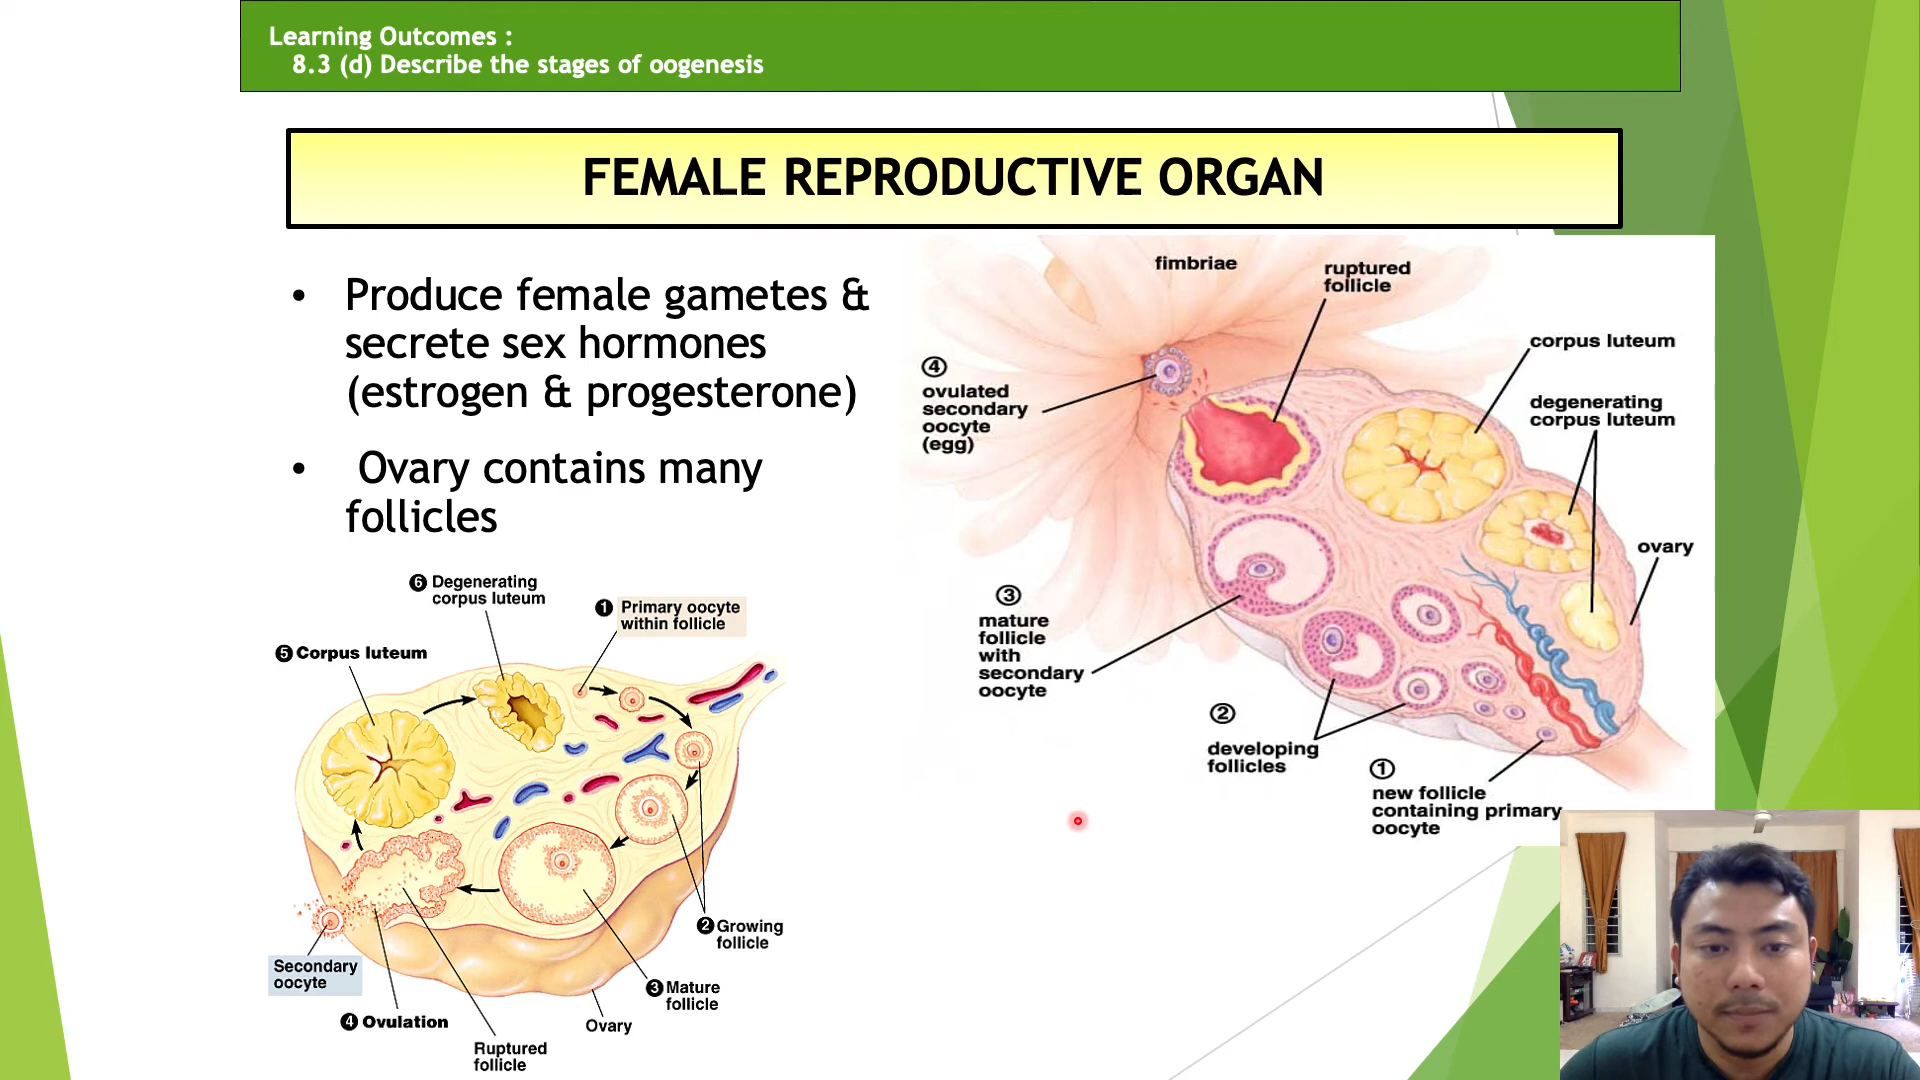 Learning Outcomes :
8.3 (d) Describe the stages of oogenesis
FEMALE REPRODUCTIVE ORGAN
• Produce female gametes &
secrete sex hormones
(estrogen & progesterone)
• Ovary contains many
follicles
6 Degenerating
corpus luteum
1 Primary oocyte
within follicle
5 Corpus luteum
2 Growing
follicle
Secondary
oocyte
3 Mature
follicle
4 Ovulation
Ovary
Ruptured
follicle
fimbriae
ruptured
follicle
corpus luteum
4
ovulated
secondary
oocyte
(egg)
degenerating
corpus luteum
ovary
3
mature
follicle
with
secondary
oocyte
2
developing
follicles
1
new follicle
containing primary
oocyte